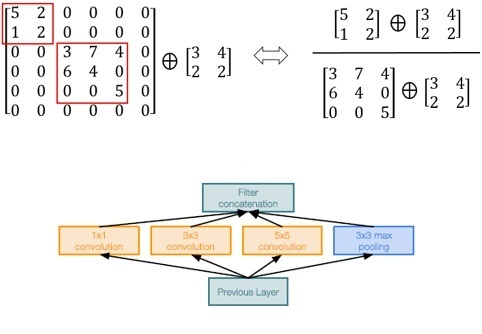 5 2 0 0 0 0
1 2 0 0 0 0
0 0 3 7 4 0
0 0 6 4 0 0
0 0 0 0 5 0
0 0 0 0 0 0
⊕
3 4
2 2
⇔
5 2
1 2
⊕
3 4
2 2
3 7 4
6 4 0
0 0 5
⊕
3 4
2 2
Filter
concatenation
1x1
convolution
3x3
convolution
5x5
convolution
3x3 max
pooling
Previous Layer